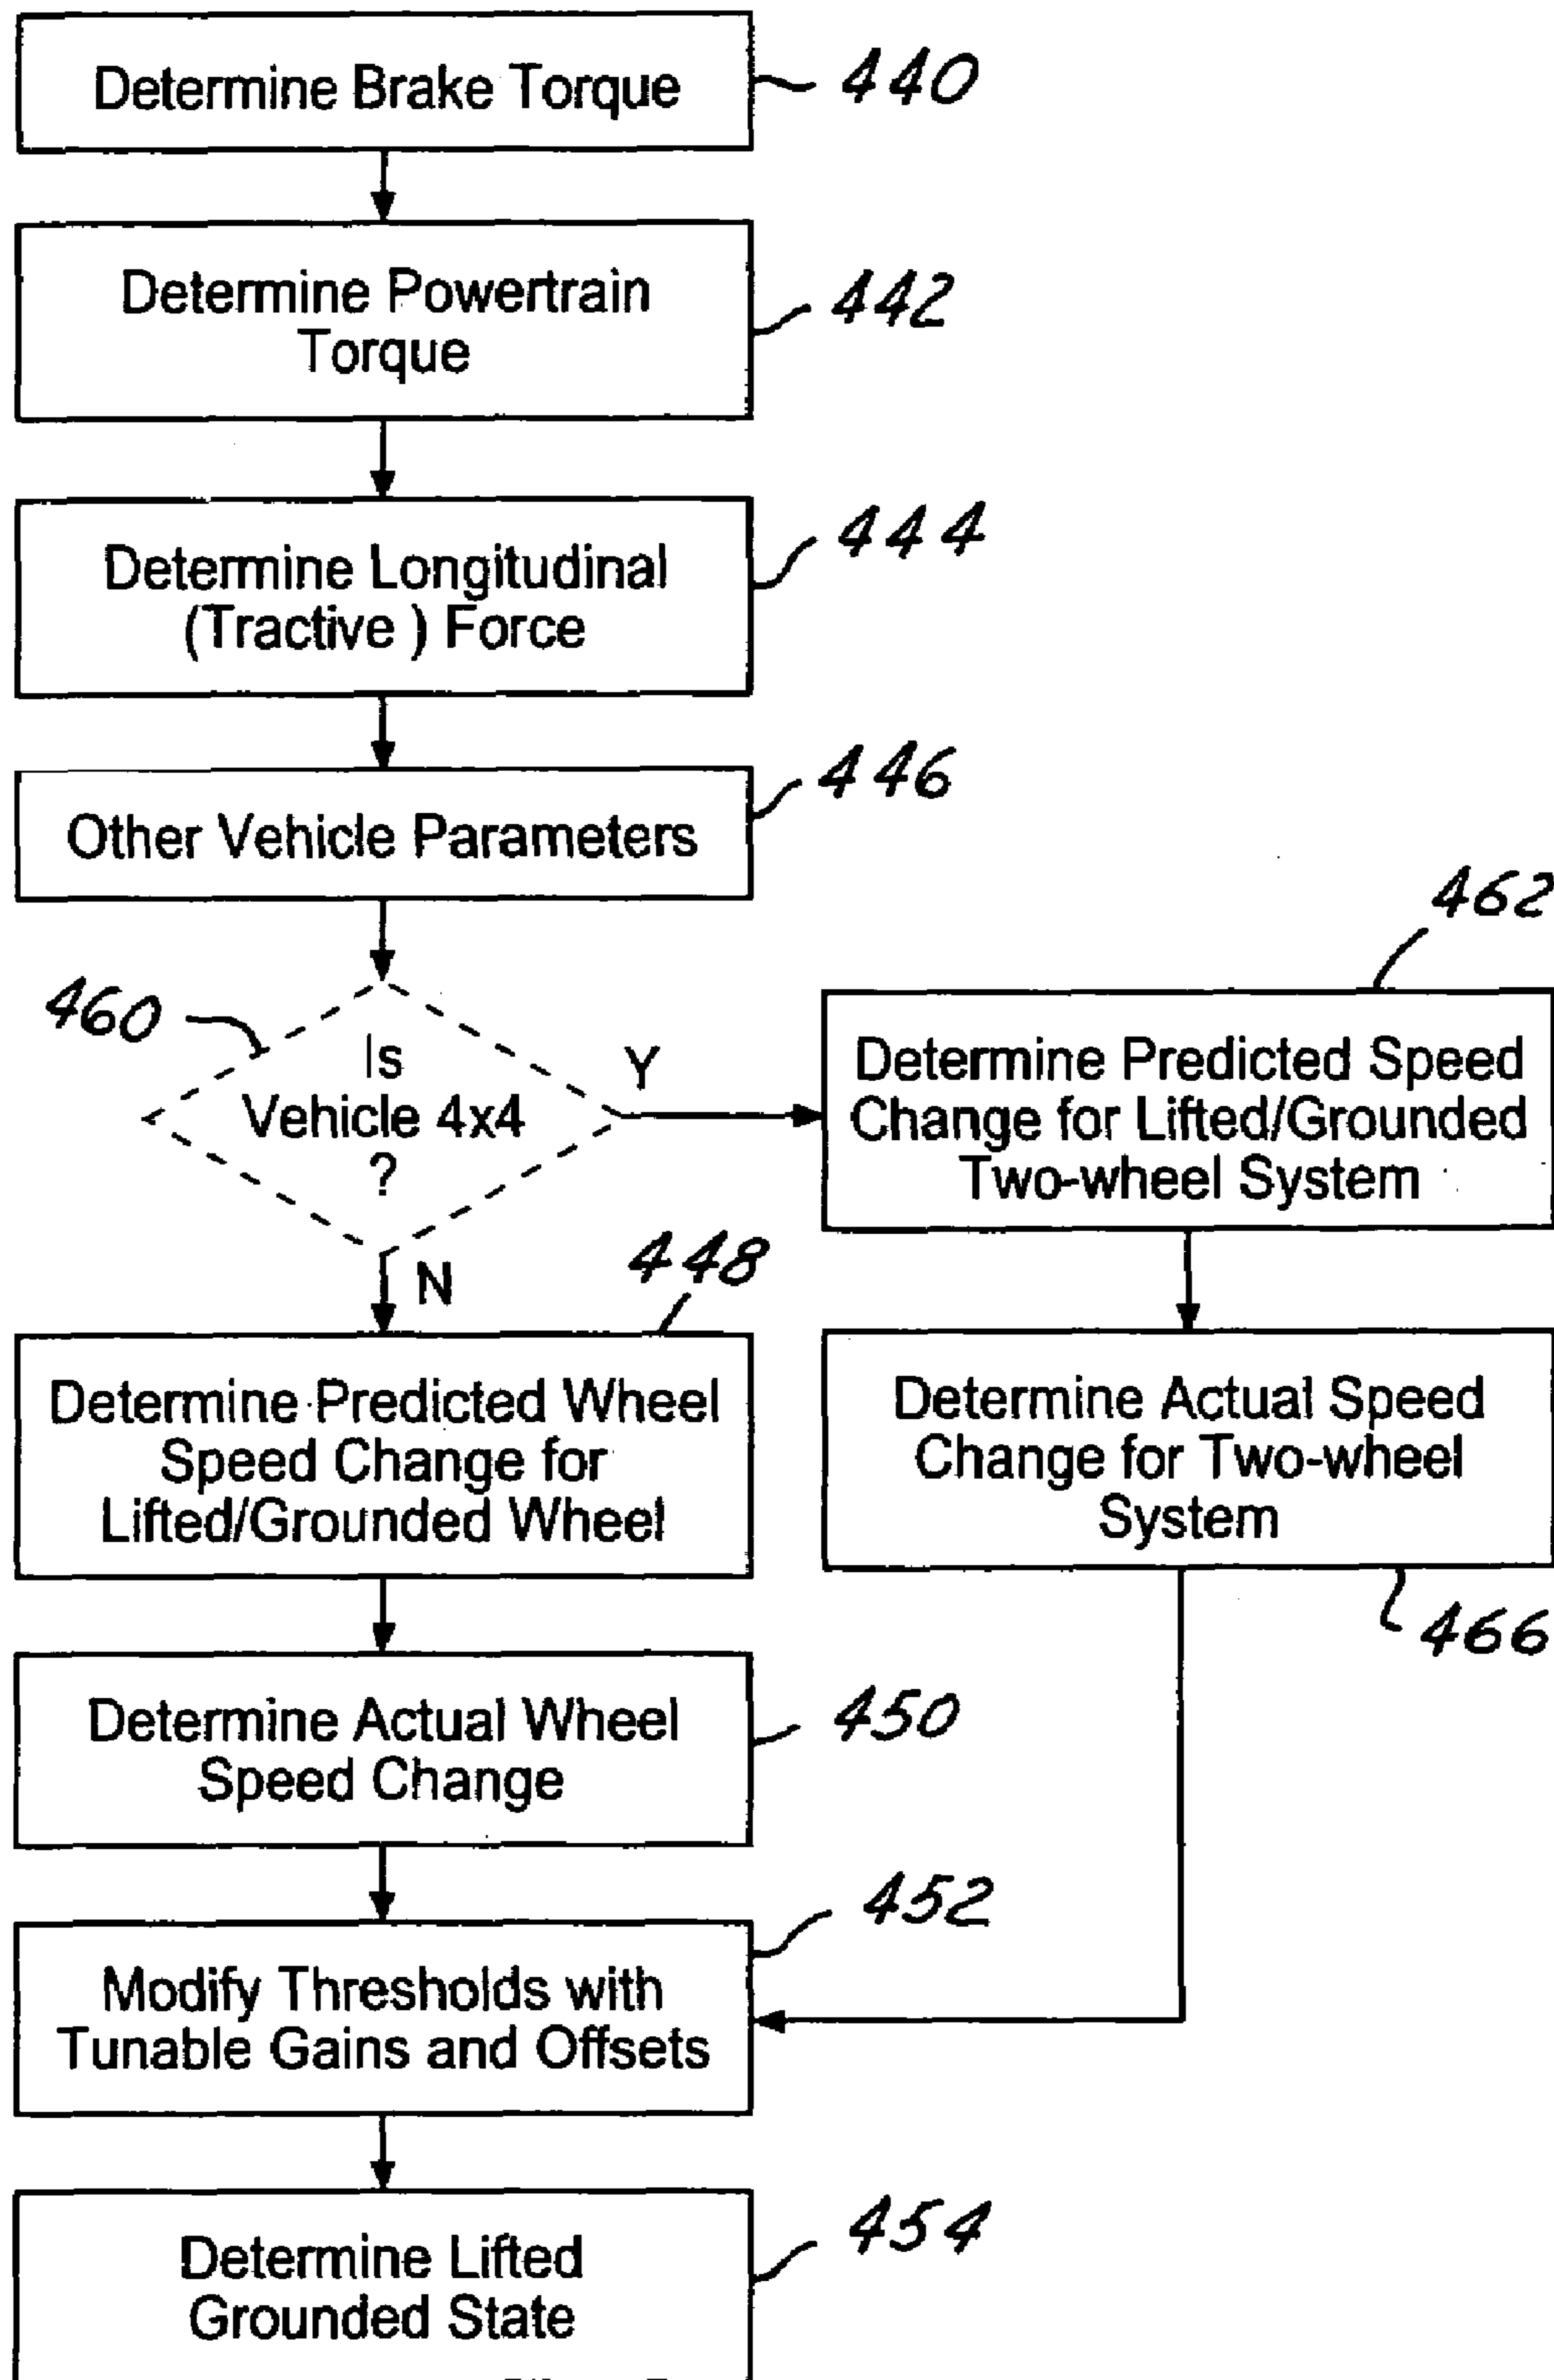 Determine Brake Torque
440
Determine Powertrain
Torque
442
Determine Longitudinal
(Tractive ) Force
444
Other Vehicle Parameters
446
460
Is
Vehicle 4x4
?
Y
N
462
Determine Predicted Speed
Change for Lifted/Grounded
Two-wheel System
448
Determine Predicted Wheel
Speed Change for
Lifted/Grounded Wheel
Determine Actual Speed
Change for Two-wheel
System
466
Determine Actual Wheel
Speed Change
450
Modify Thresholds with
Tunable Gains and Offsets
452
Determine Lifted
Grounded State
454